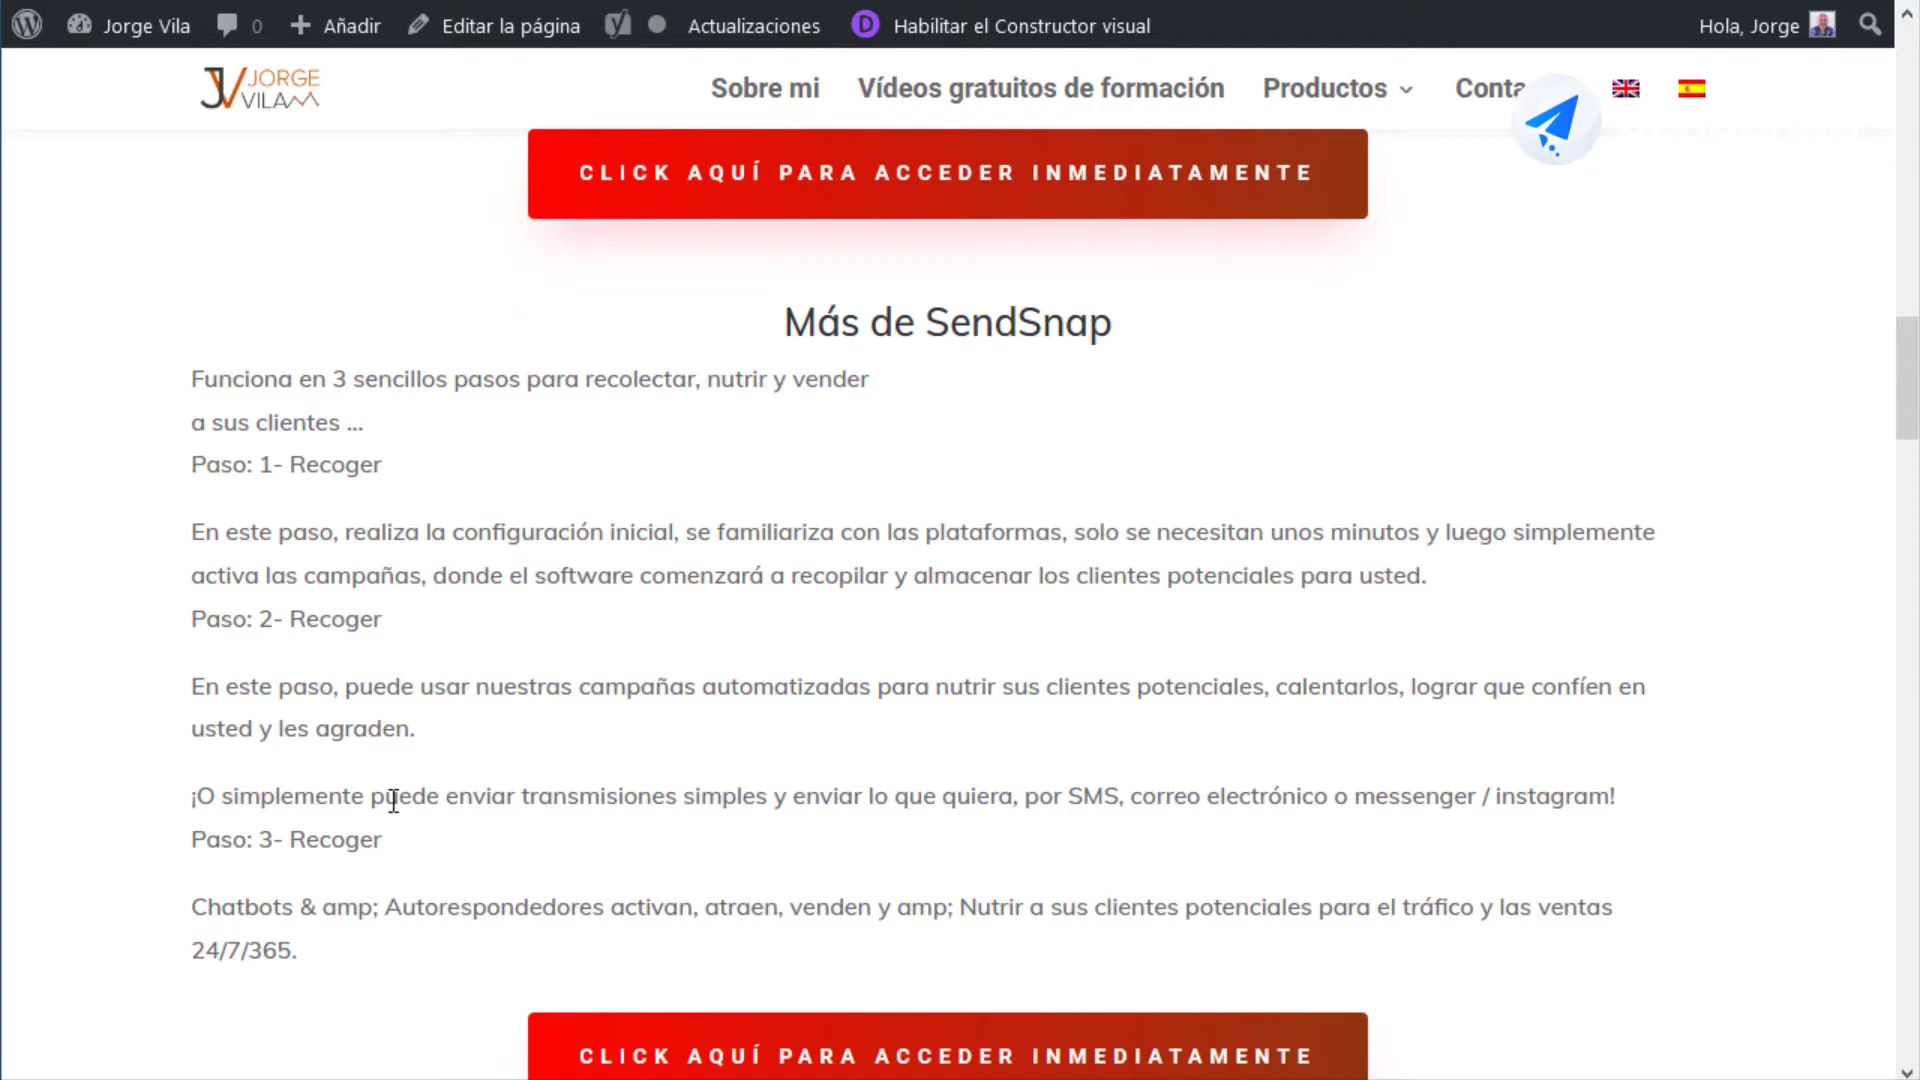 Jorge Vila 0 Añadir Editar la página Actualizaciones D Habilitar el Constructor visual Hola, Jorge
JV JORGE VILA Sobre mi Vídeos gratuitos de formación Productos Conta
CLICK AQUÍ PARA ACCEDER INMEDIATAMENTE
Más de SendSnap
Funciona en 3 sencillos pasos para recolectar, nutrir y vender
a sus clientes ...
Paso: 1- Recoger
En este paso, realiza la configuración inicial, se familiariza con las plataformas, solo se necesitan unos minutos y luego simplemente
activa las campañas, donde el software comenzará a recopilar y almacenar los clientes potenciales para usted.
Paso: 2- Recoger
En este paso, puede usar nuestras campañas automatizadas para nutrir sus clientes potenciales, calentarlos, lograr que confíen en
usted y les agraden.
¡O simplemente puede enviar transmisiones simples y enviar lo que quiera, por SMS, correo electrónico o messenger / instagram!
Paso: 3- Recoger
Chatbots & amp; Autorespondedores activan, atraen, venden y amp; Nutrir a sus clientes potenciales para el tráfico y las ventas
24/7/365.
CLICK AQUÍ PARA ACCEDER INMEDIATAMENTE